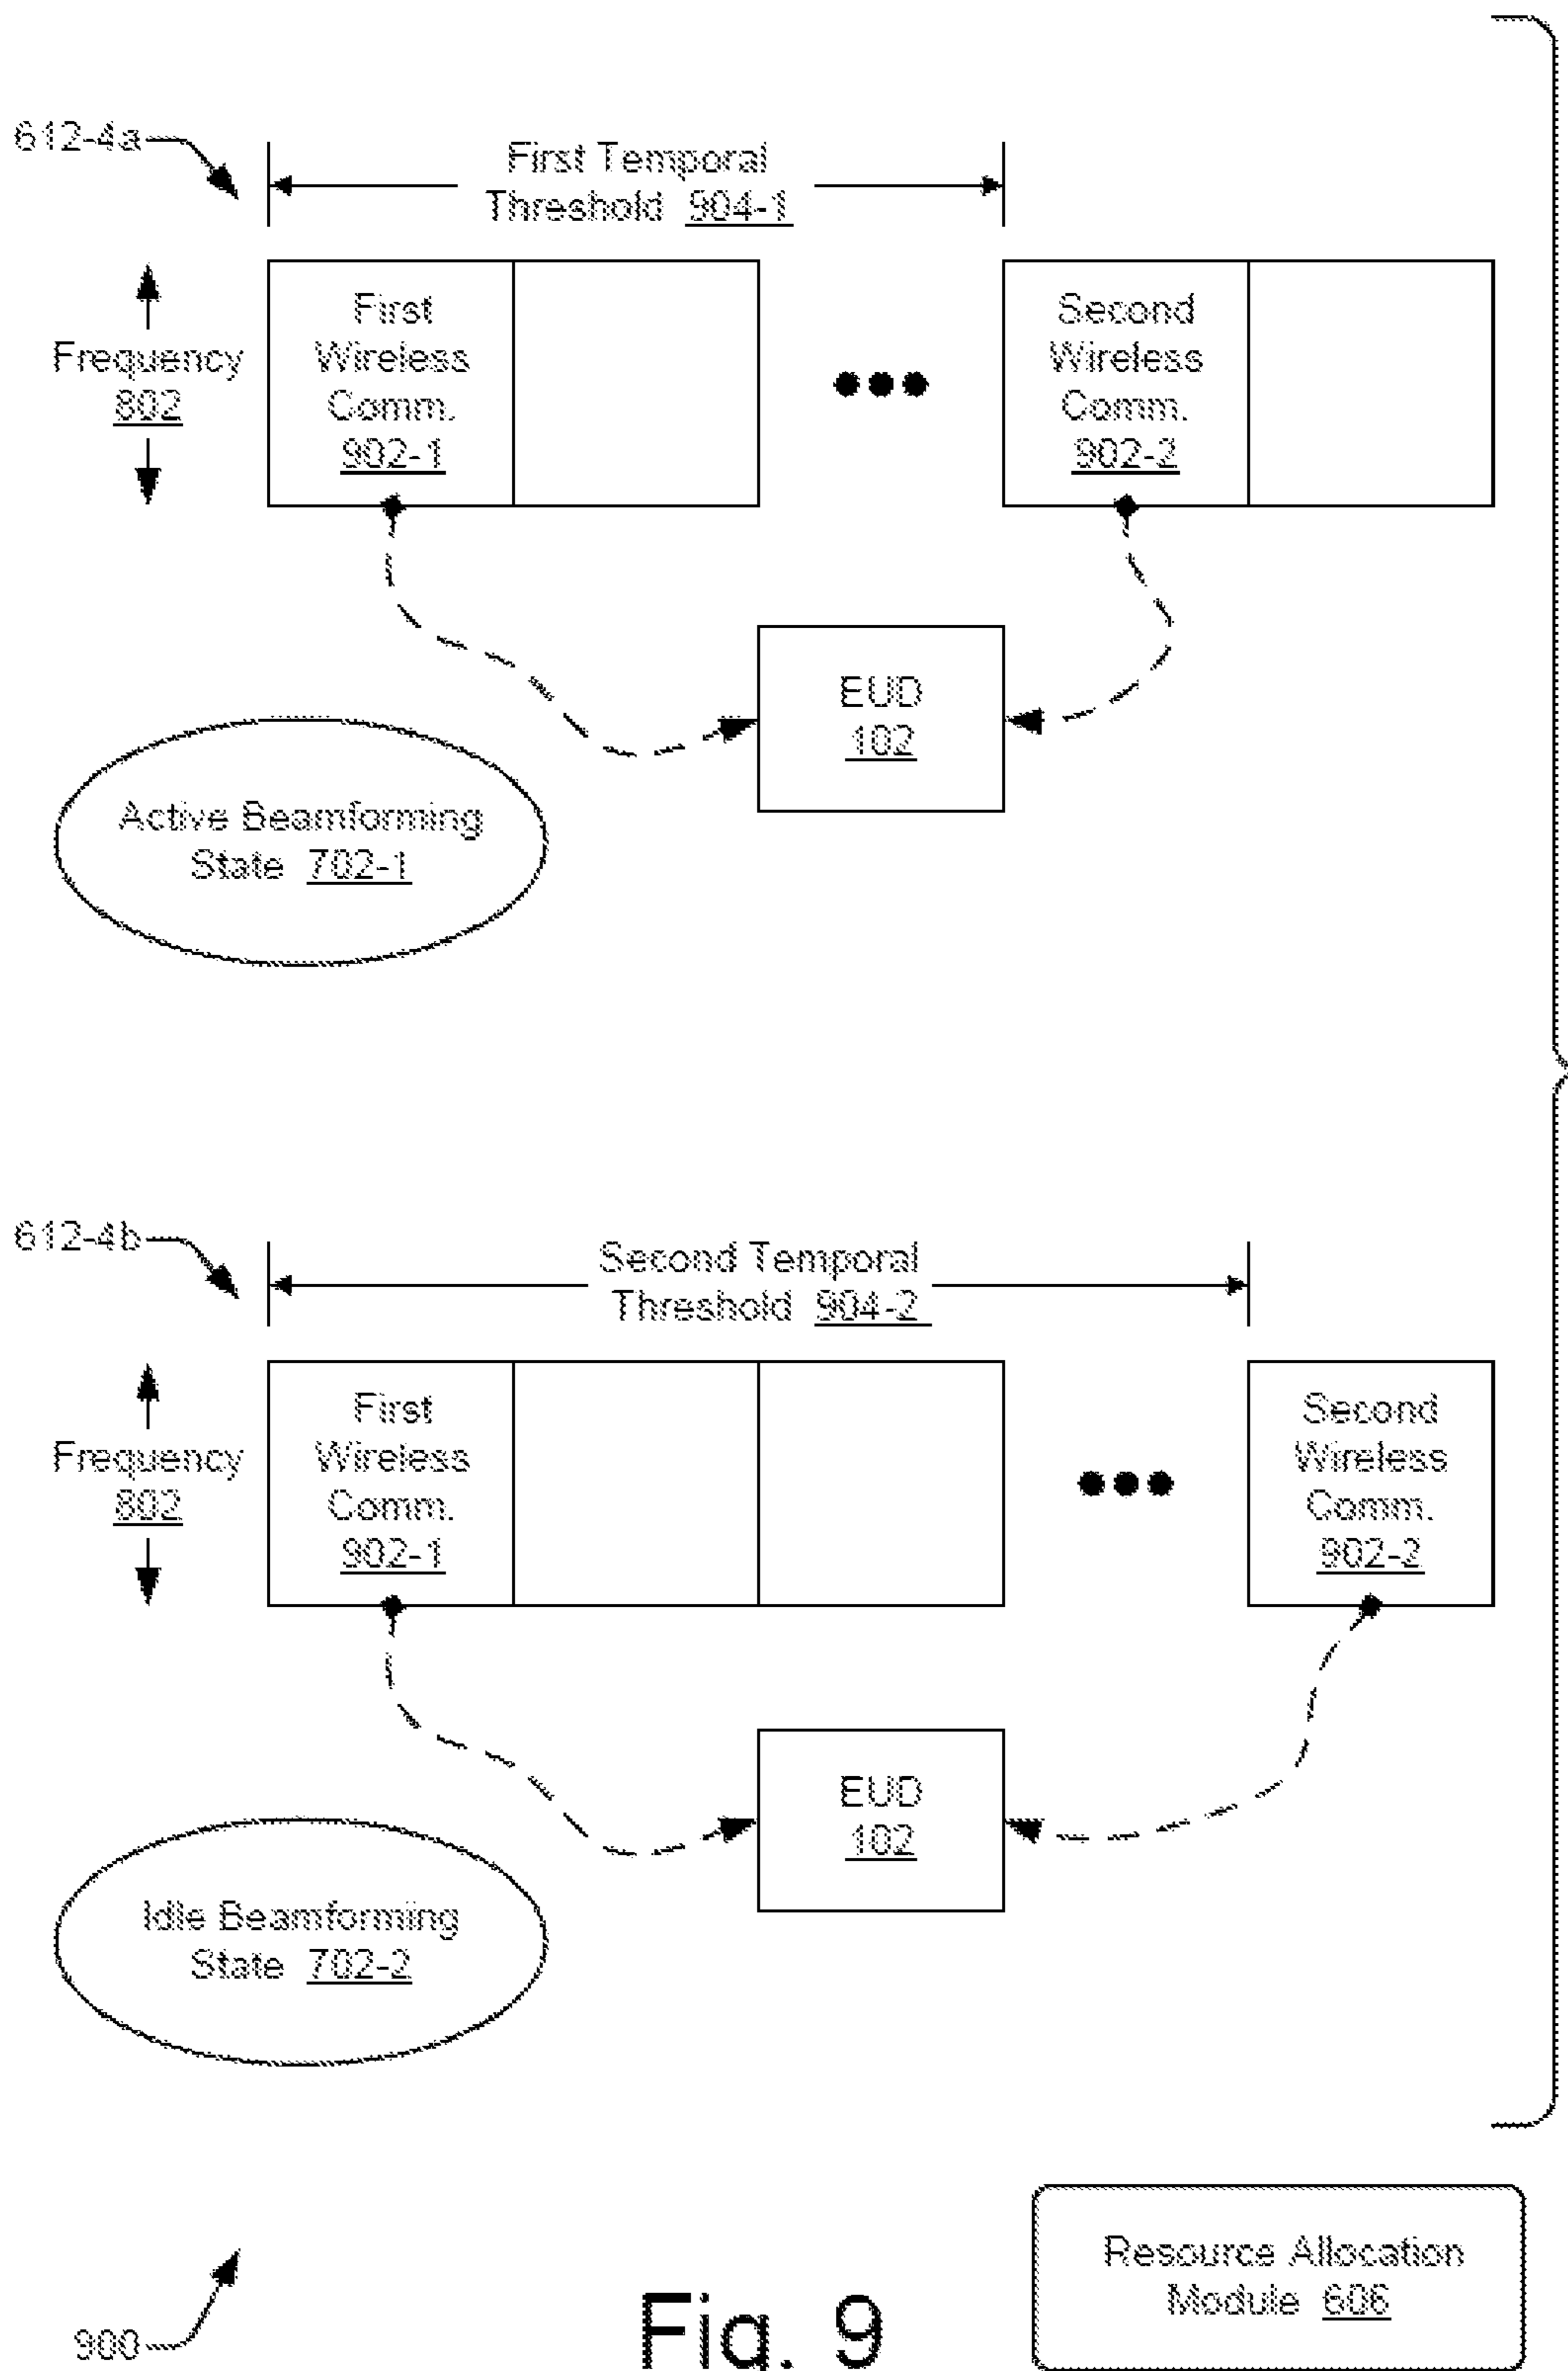 612-4a
First Temporal
Threshold 904-1
Frequency
802
First
Wireless
Comm.
902-1
Second
Wireless
Comm.
902-2
EUD
102
Active Beamforming
State 702-1
612-4b
Second Temporal
Threshold 904-2
Frequency
802
First
Wireless
Comm.
902-1
Second
Wireless
Comm.
902-2
EUD
102
Idle Beamforming
State 702-2
Resource Allocation
Module 606
900
Fig. 9